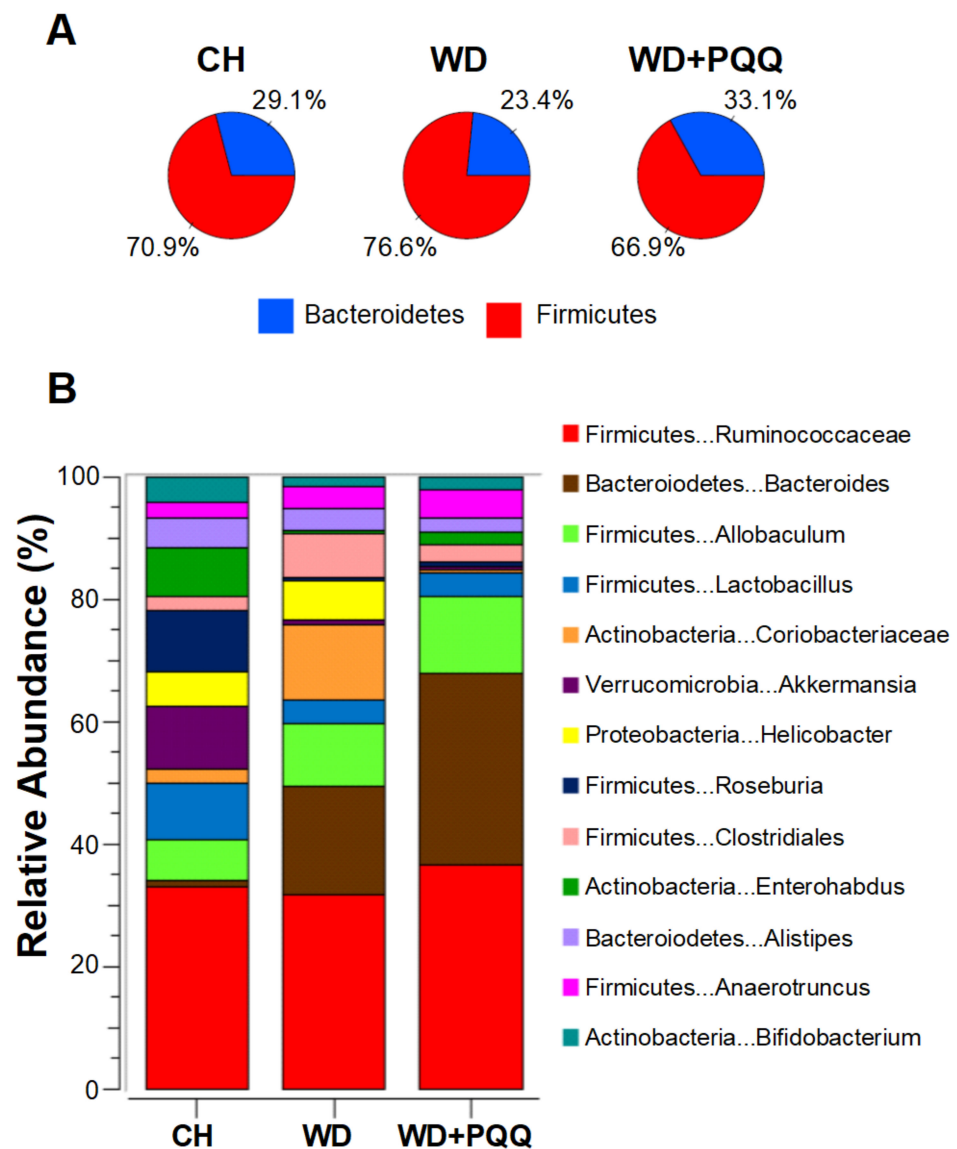 A
CH
WD
WD+PQQ
29.1%
23.4%
33.1%
70.9%
76.6%
66.9%
Bacteroidetes
Firmicutes
B
Relative Abundance (%)
100
80
60
40
20
0
CH
WD
WD+PQQ
Firmicutes...Ruminococcaceae
Bacteroiodetes...Bacteroides
Firmicutes...Allobaculum
Firmicutes...Lactobacillus
Actinobacteria...Coriobacteriaceae
Verrucomicrobia...Akkermansia
Proteobacteria...Helicobacter
Firmicutes...Roseburia
Firmicutes...Clostridiales
Actinobacteria...Enterohabdus
Bacteroiodetes...Alistipes
Firmicutes...Anaerotruncus
Actinobacteria...Bifidobacterium